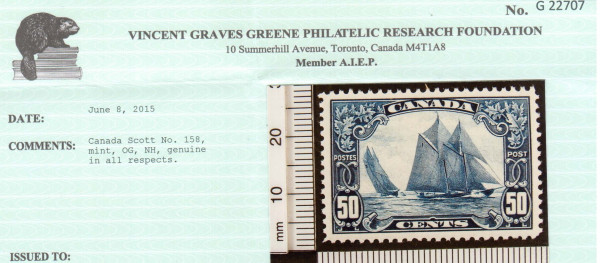 No. G 22707
VINCENT GRAVES GREENE PHILATELIC RESEARCH FOUNDATION
10 Summerhill Avenue, Toronto, Canada M4T1A8
Member A.I.E.P.
DATE:
June 8, 2015
COMMENTS:
Canada Scott No. 158,
mint, OG, NH, genuine
in all respects.
ISSUED TO:
mm 10 20 3
CANADA
POSTES POST
50 50
CENTS